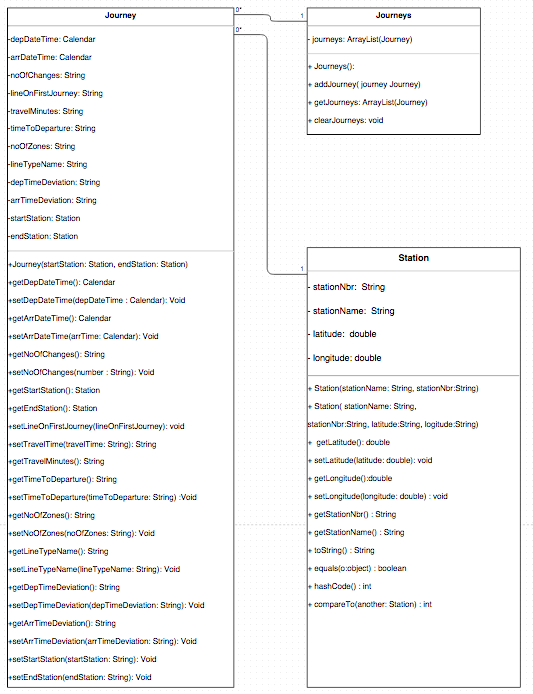 Journey
-depDateTime: Calendar
-arrDateTime: Calendar
-noOfChanges: String
-lineOnFirstJourney: String
-travelMinutes: String
-timeToDeparture: String
-noOfZones: String
-lineTypeName: String
-depTimeDeviation: String
-arrTimeDeviation: String
-startStation: Station
-endStation: Station
+Journey(startStation: Station, endStation: Station)
+getDepDateTime(): Calendar
+setDepDateTime(depDateTime : Calendar): Void
+getArrDateTime(): Calendar
+setArrDateTime(arrTime: Calendar): Void
+getNoOfChanges(): String
+setNoOfChanges(number : String): Void
+getStartStation(): Station
+getEndStation(): Station
+setLineOnFirstJourney(lineOnFirstJourney): void
+setTravelTime(travelTime: String): String
+getTravelMinutes(): String
+getTimeToDeparture(): String
+setTimeToDeparture(timeToDeparture: String) :Void
+getNoOfZones(): String
+setNoOfZones(noOfZones: String): Void
+getLineTypeName(): String
+setLineTypeName(lineTypeName: String): Void
+getDepTimeDeviation(): String
+setDepTimeDeviation(depTimeDeviation: String): Void
+getArrTimeDeviation(): String
+setArrTimeDeviation(arrTimeDeviation: String): Void
+setStartStation(startStation: String): Void
+setEndStation(endStation: String): Void
0*
1
0*
1
Journeys
- journeys: ArrayList(Journey)
+ Journeys():
+ addJourney( journey Journey)
+ getJourneys: ArrayList(Journey)
+ clearJourneys: void
Station
- stationNbr: String
- stationName: String
- latitude: double
- longitude: double
+ Station(stationName: String, stationNbr:String)
+ Station( stationName: String,
stationNbr:String, latitude:String, logitude:String)
+ getLatitude(): double
+ setLatitude(latitude: double): void
+ getLongitude():double
+ setLongitude(longitude: double) : void
+ getStationNbr() : String
+ getStationName() : String
+ toString() : String
+ equals(o:object) : boolean
+ hashCode() : int
+ compareTo(another: Station) : int